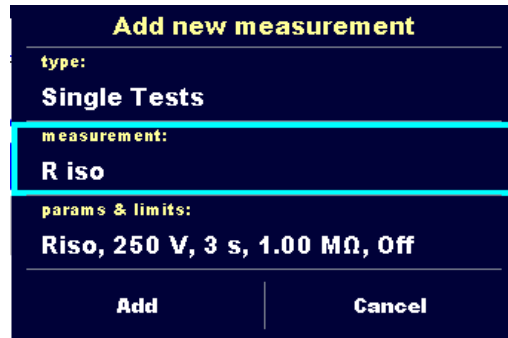 Add new measurement
type:
Single Tests
measurement:
R iso
params & limits:
Riso, 250 V, 3 s, 1.00 MΩ, Off
Add
Cancel